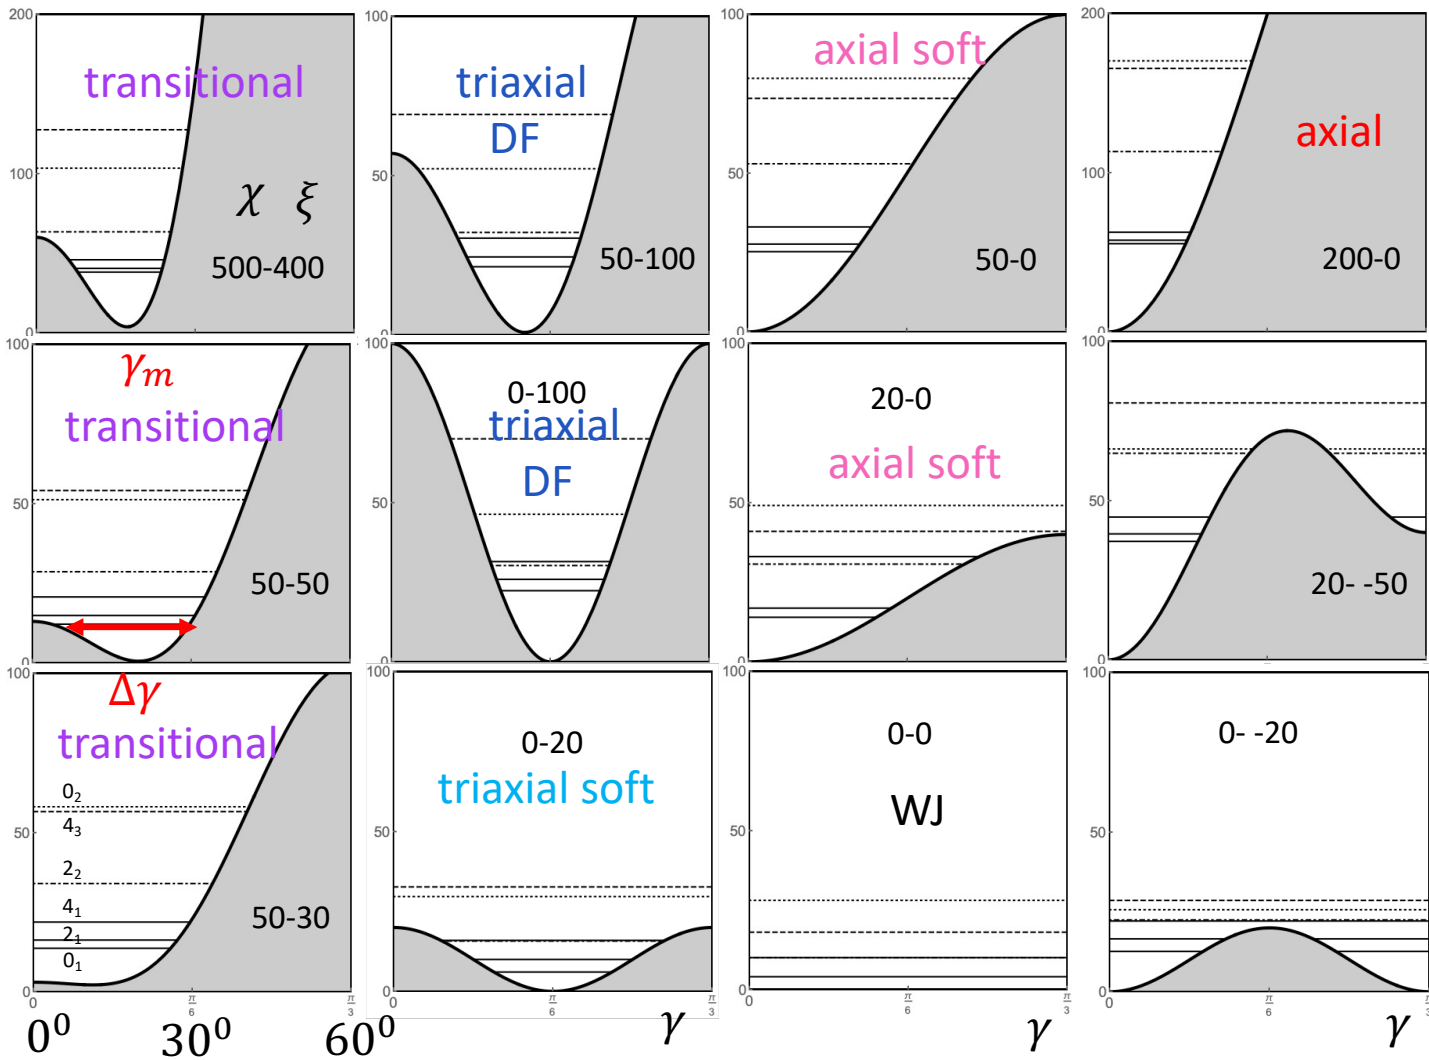 200
100
0
transitional
χ ξ
500-400
100
50
0
triaxial
DF
50-100
100
50
0
axial soft
50-0
200
100
0
axial
200-0
100
50
0
γm
transitional
50-50
100
50
0
0-100
triaxial
DF
100
50
0
20-0
axial soft
100
50
0
20- -50
100
50
0
Δγ
transitional
0₂
4₃
2₂
4₁
2₁
0₁
50-30
0 π/6 π/3
100
50
0
0-20
triaxial soft
0 π/6 π/3
100
50
0
0-0
WJ
0 π/6 π/3
100
50
0
0- -20
0 π/6 π/3
0⁰ 30⁰ 60⁰ γ γ γ